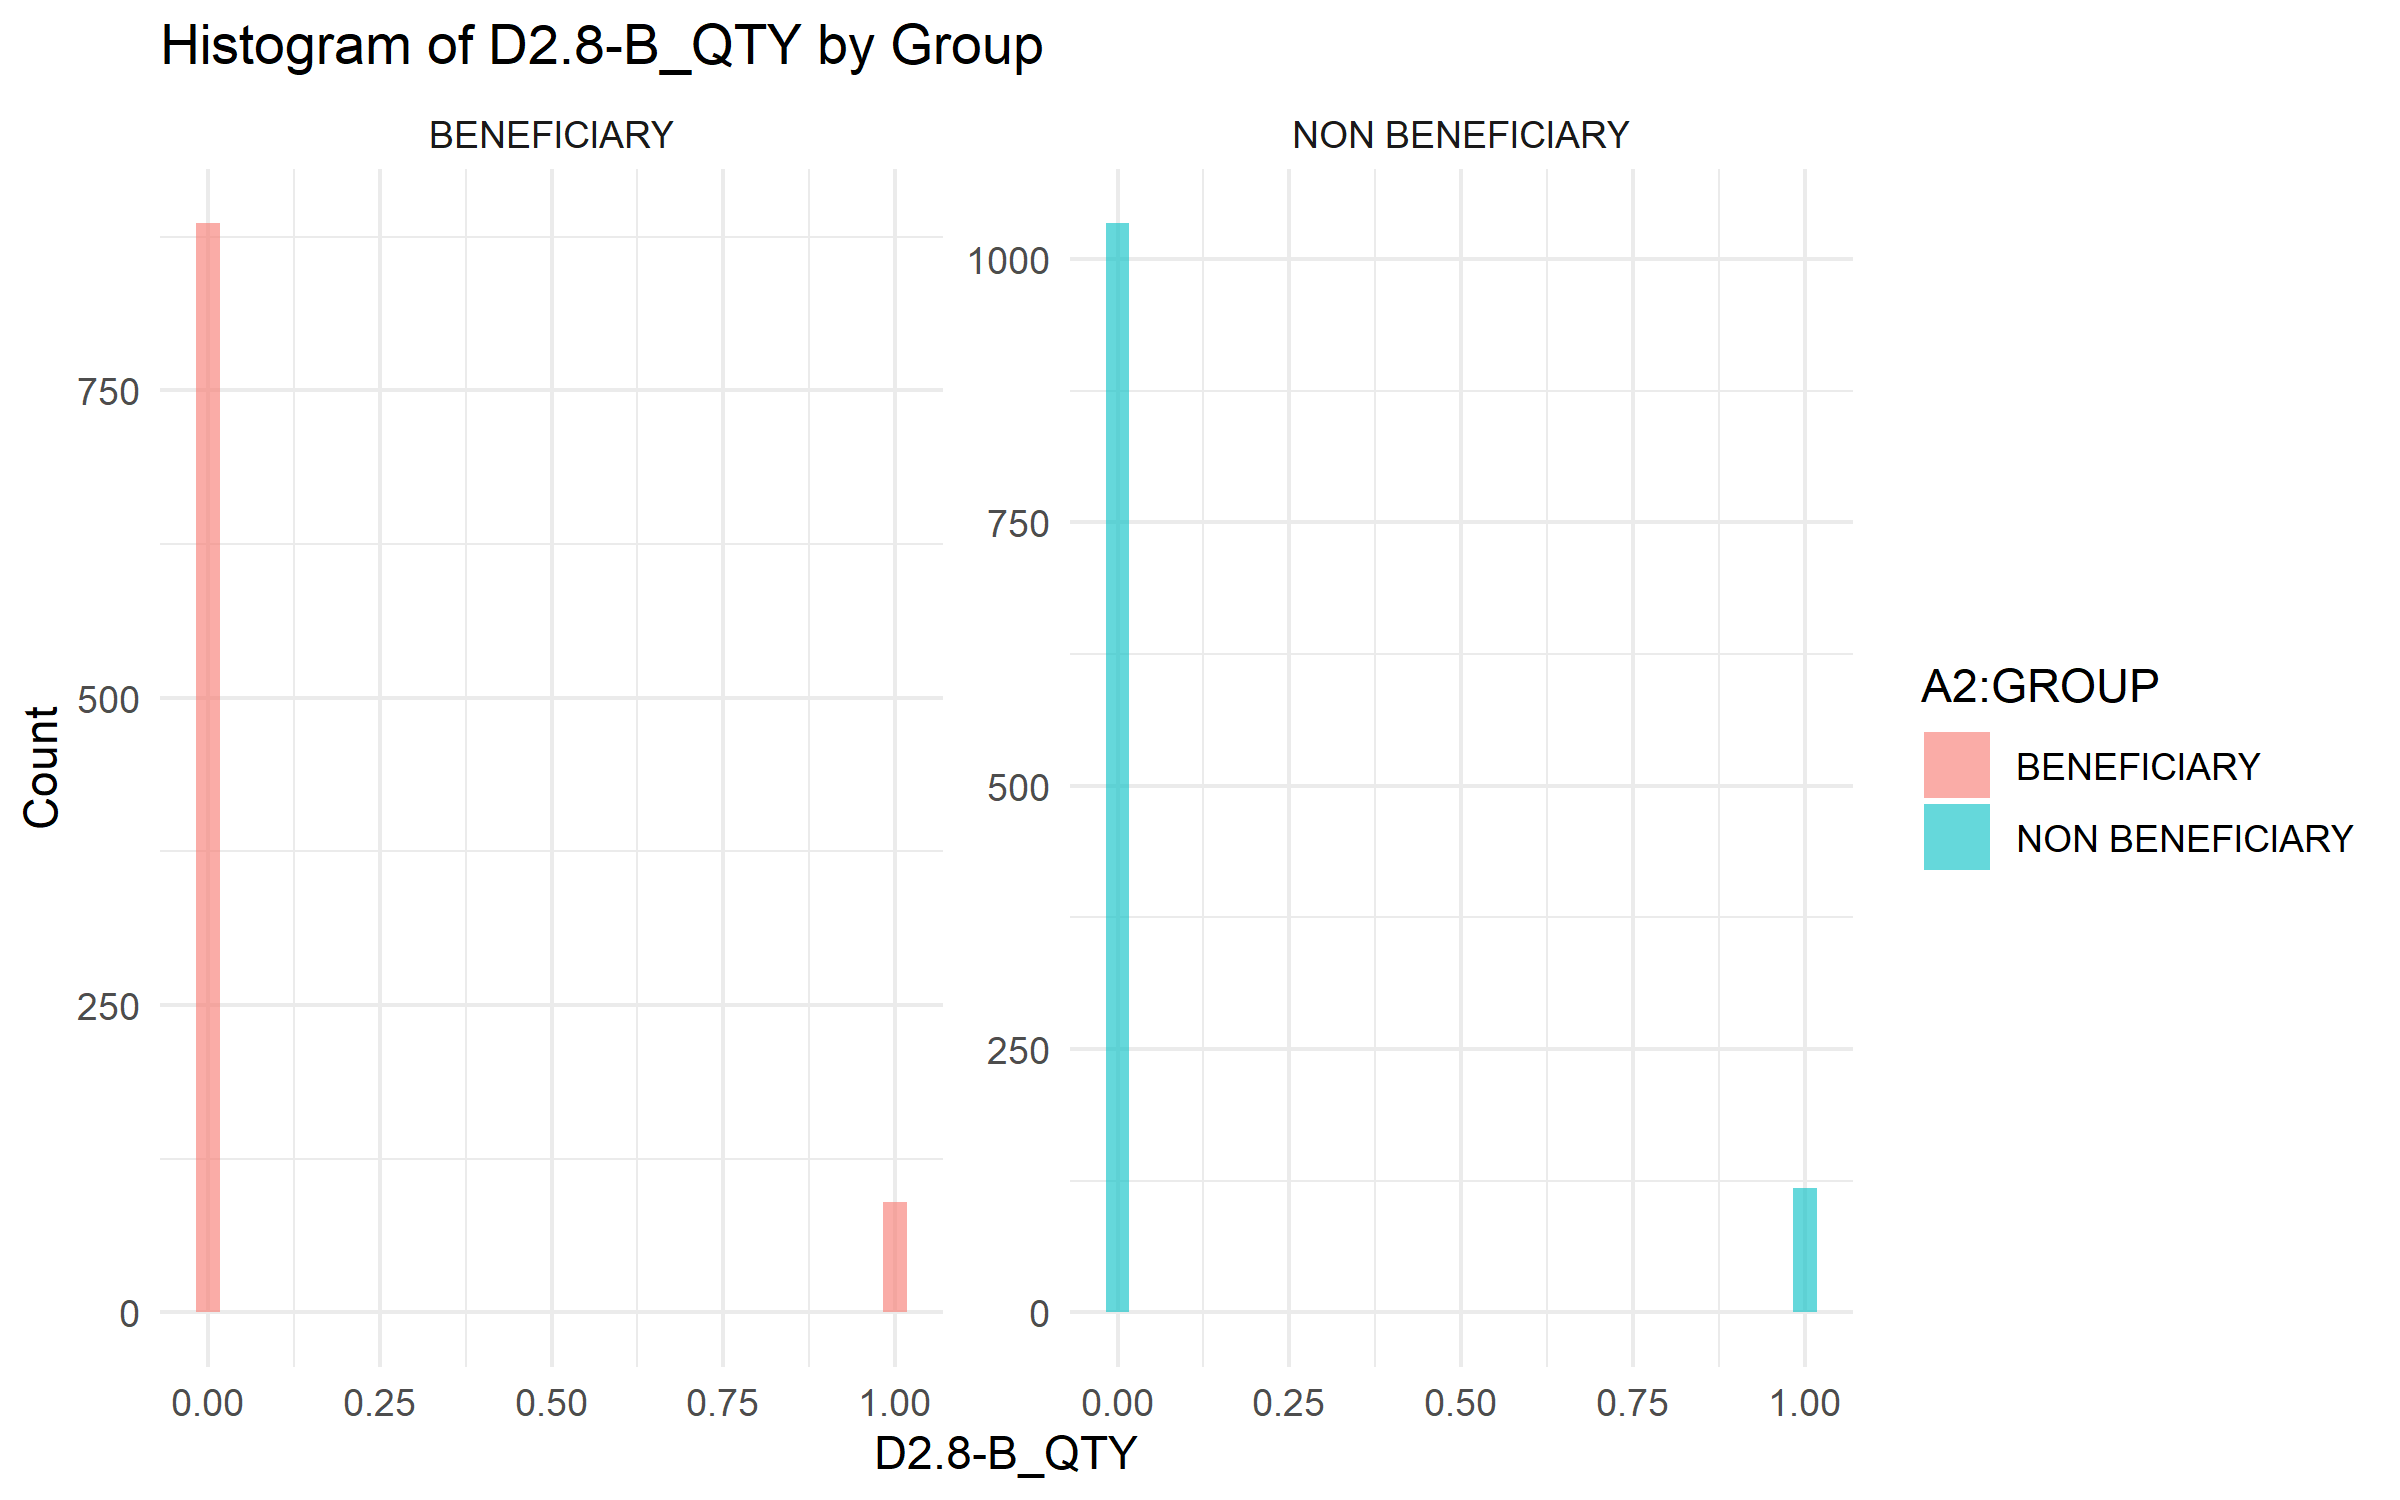 Histogram of D2.8-B_QTY by Group
BENEFICIARY
NON BENEFICIARY
Count
750
500
250
0
1000
750
500
250
0
0.00 0.25 0.50 0.75 1.00
0.00 0.25 0.50 0.75 1.00
D2.8-B_QTY
A2:GROUP
BENEFICIARY
NON BENEFICIARY